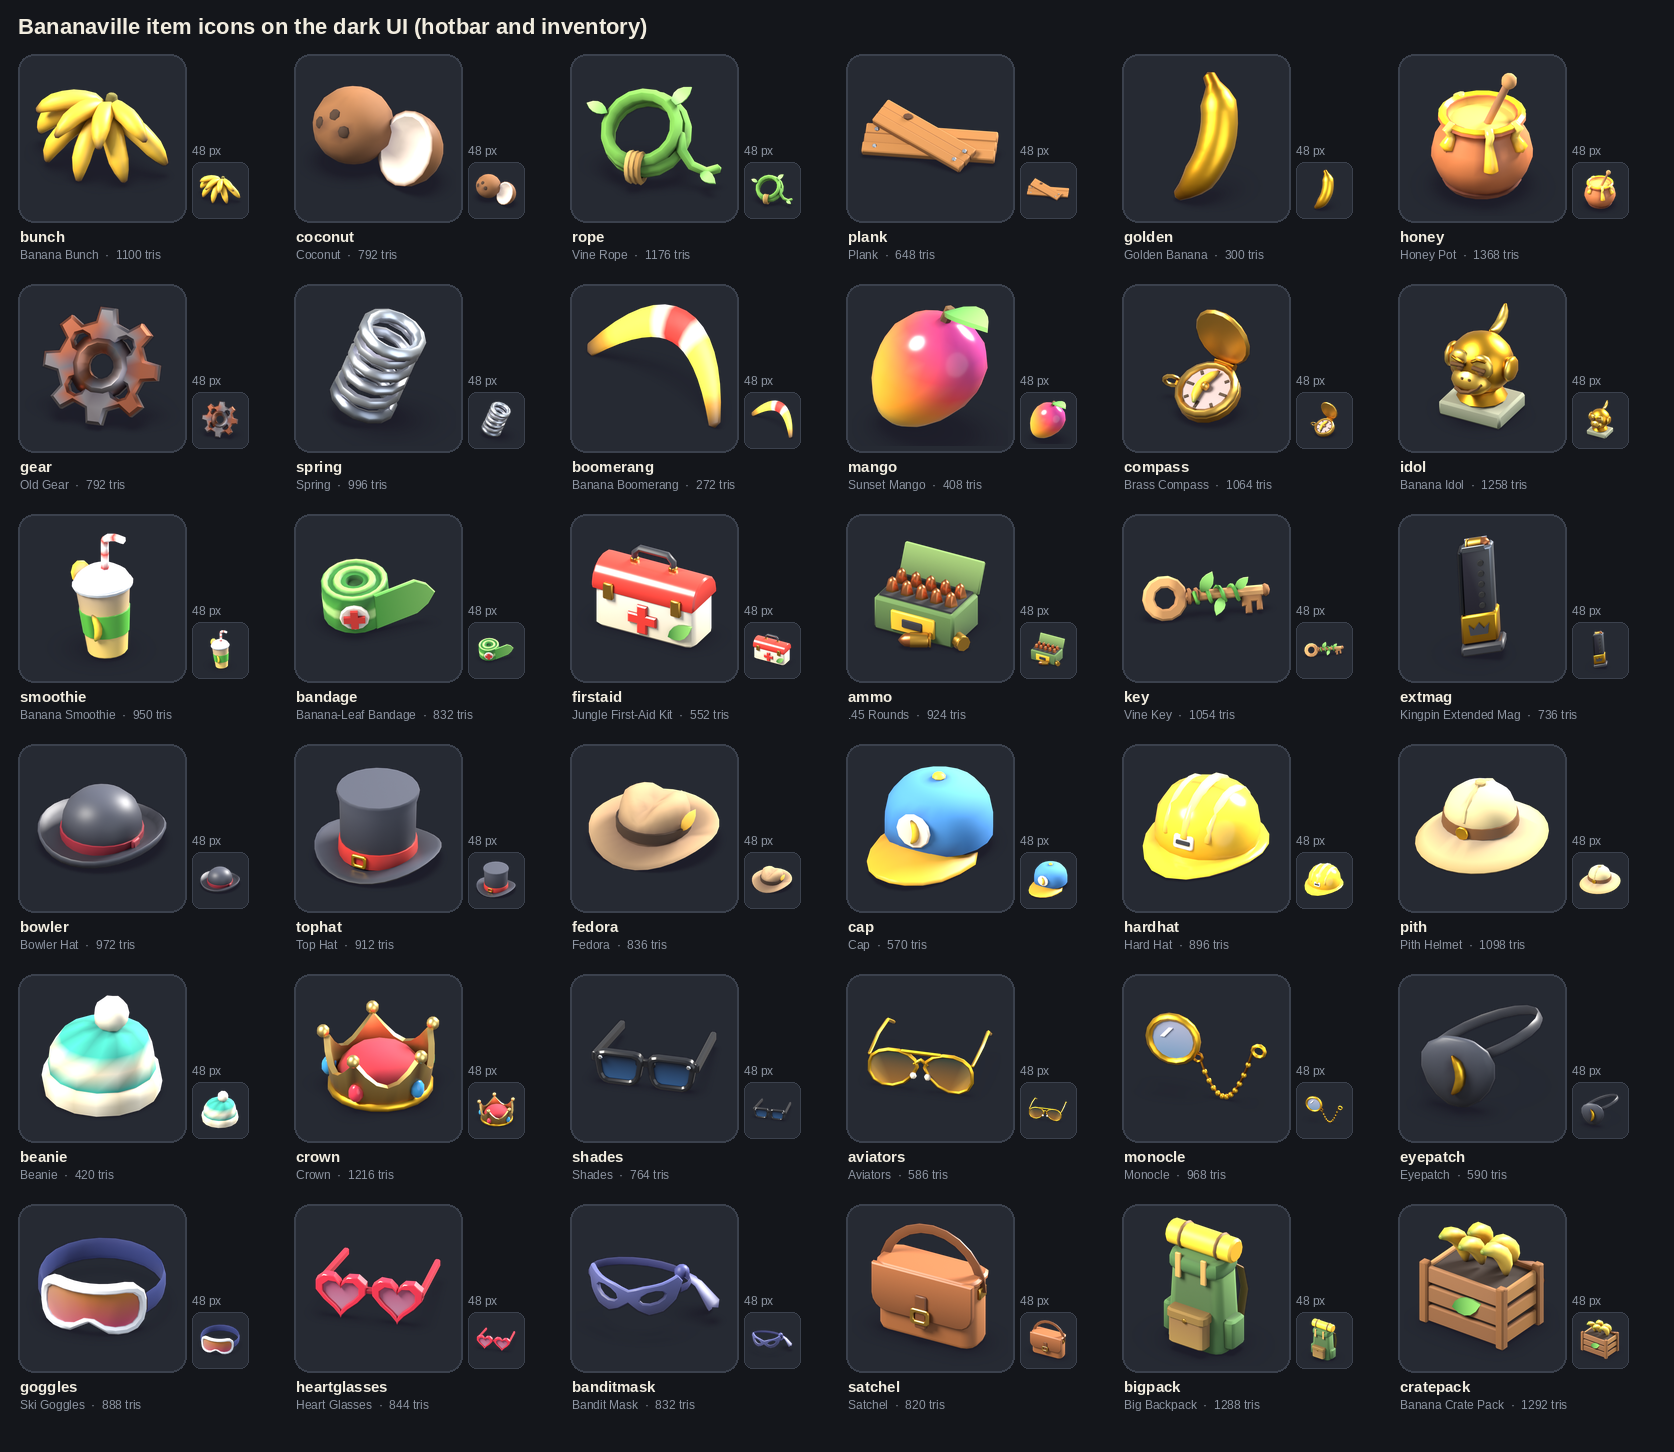 Bananaville item icons on the dark UI (hotbar and inventory)
48 px 48 px 48 px 48 px 48 px 48 px
bunch coconut rope plank golden honey
Banana Bunch · 1100 tris Coconut · 792 tris Vine Rope · 1176 tris Plank · 648 tris Golden Banana · 300 tris Honey Pot · 1368 tris
48 px 48 px 48 px 48 px 48 px 48 px
gear spring boomerang mango compass idol
Old Gear · 792 tris Spring · 996 tris Banana Boomerang · 272 tris Sunset Mango · 408 tris Brass Compass · 1064 tris Banana Idol · 1258 tris
48 px 48 px 48 px 48 px 48 px 48 px
smoothie bandage firstaid ammo key extmag
Banana Smoothie · 950 tris Banana-Leaf Bandage · 832 tris Jungle First-Aid Kit · 552 tris .45 Rounds · 924 tris Vine Key · 1054 tris Kingpin Extended Mag · 736 tris
48 px 48 px 48 px 48 px 48 px 48 px
bowler tophat fedora cap hardhat pith
Bowler Hat · 972 tris Top Hat · 912 tris Fedora · 836 tris Cap · 570 tris Hard Hat · 896 tris Pith Helmet · 1098 tris
48 px 48 px 48 px 48 px 48 px 48 px
beanie crown shades aviators monocle eyepatch
Beanie · 420 tris Crown · 1216 tris Shades · 764 tris Aviators · 586 tris Monocle · 968 tris Eyepatch · 590 tris
48 px 48 px 48 px 48 px 48 px 48 px
goggles heartglasses banditmask satchel bigpack cratepack
Ski Goggles · 888 tris Heart Glasses · 844 tris Bandit Mask · 832 tris Satchel · 820 tris Big Backpack · 1288 tris Banana Crate Pack · 1292 tris